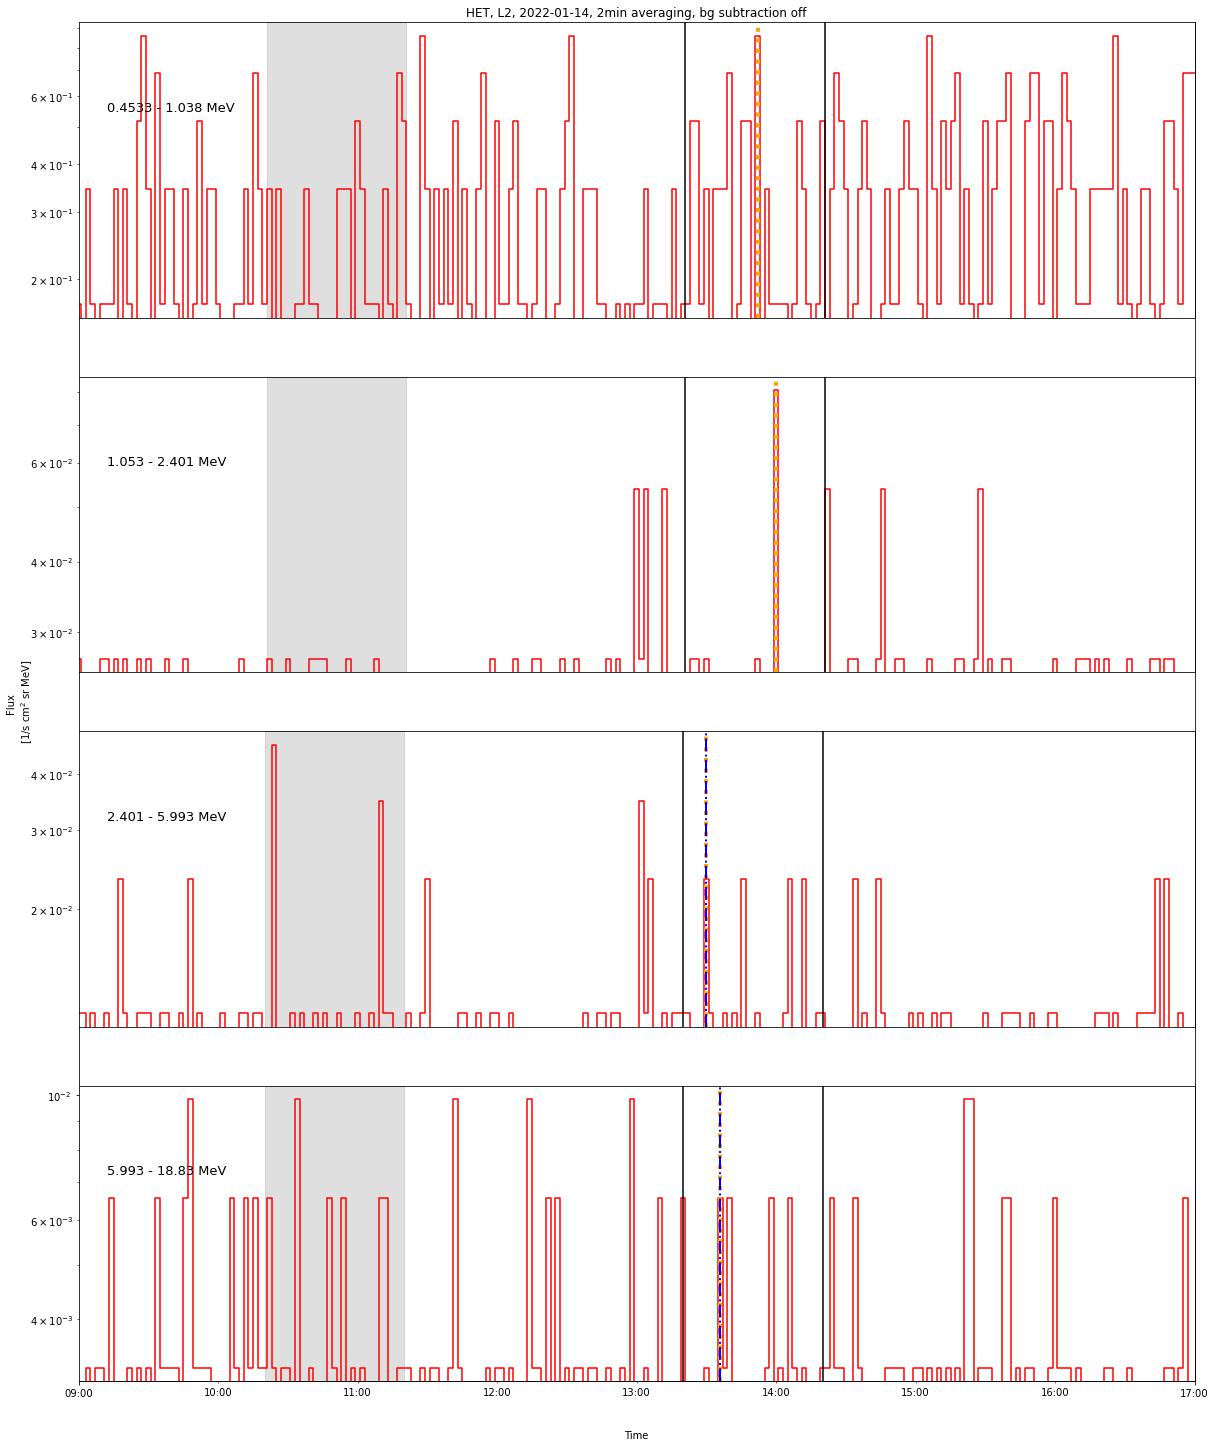 HET, L2, 2022-01-14, 2min averaging, bg subtraction off
6 × 10⁻¹
0.4533 - 1.038 MeV
4 × 10⁻¹
3 × 10⁻¹
2 × 10⁻¹
6 × 10⁻²
1.053 - 2.401 MeV
4 × 10⁻²
3 × 10⁻²
Flux
[1/s cm² sr MeV]
4 × 10⁻²
3 × 10⁻²
2.401 - 5.993 MeV
2 × 10⁻²
10⁻²
5.993 - 18.83 MeV
6 × 10⁻³
4 × 10⁻³
09:00 10:00 11:00 12:00 13:00 14:00 15:00 16:00 17:00
Time